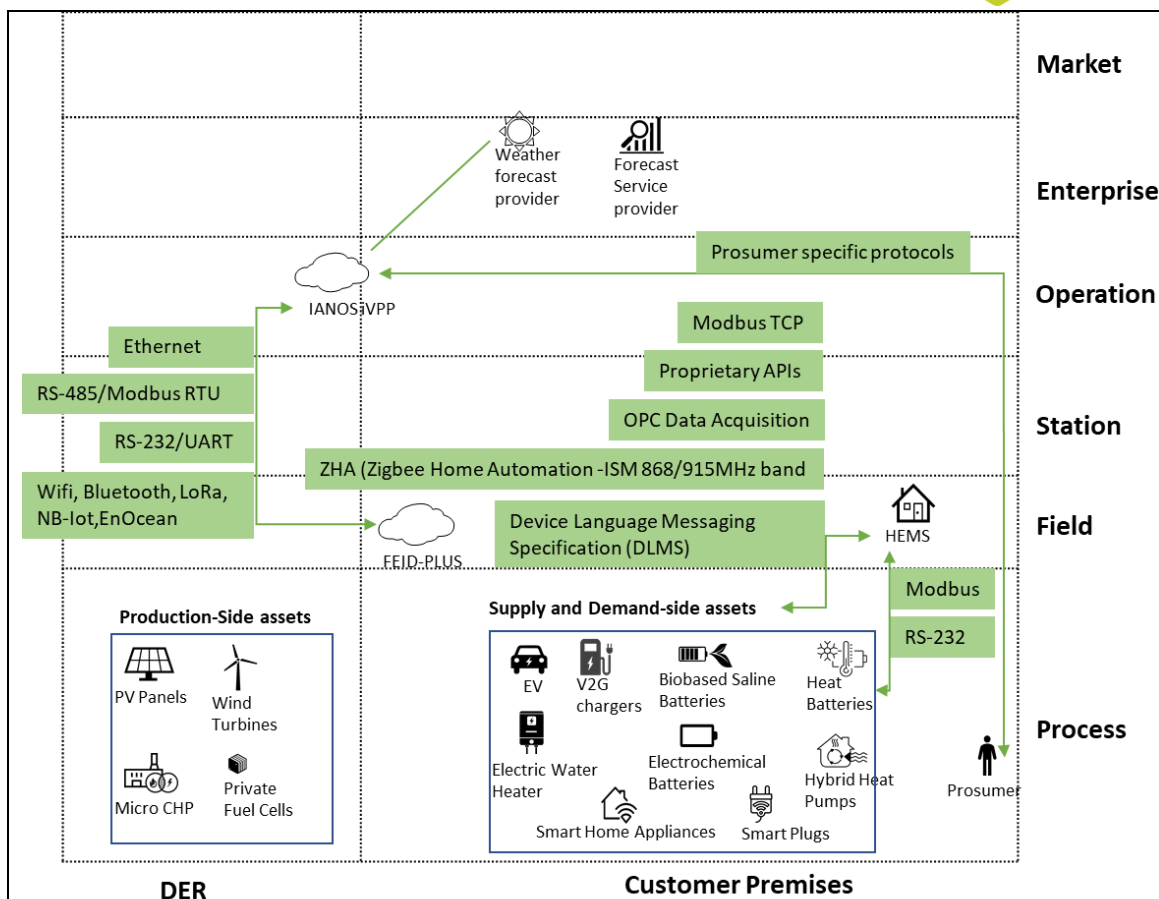 Market
Weather
forecast
provider
Forecast
Service
provider
Enterprise
Prosumer specific protocols
IANOS iVPP
Operation
Modbus TCP
Ethernet
Proprietary APIs
RS-485/Modbus RTU
OPC Data Acquisition
Station
RS-232/UART
ZHA (Zigbee Home Automation -ISM 868/915MHz band
Wifi, Bluetooth, LoRa,
NB-Iot,EnOcean
Device Language Messaging
Specification (DLMS)
FEID-PLUS
HEMS
Field
Modbus
RS-232
Production-Side assets
PV Panels
Wind
Turbines
Micro CHP
Private
Fuel Cells
Supply and Demand-side assets
EV
V2G
chargers
Biobased Saline
Batteries
Heat
Batteries
Electric Water
Heater
Electrochemical
Batteries
Hybrid Heat
Pumps
Smart Home Appliances
Smart Plugs
Prosumer
Process
DER
Customer Premises